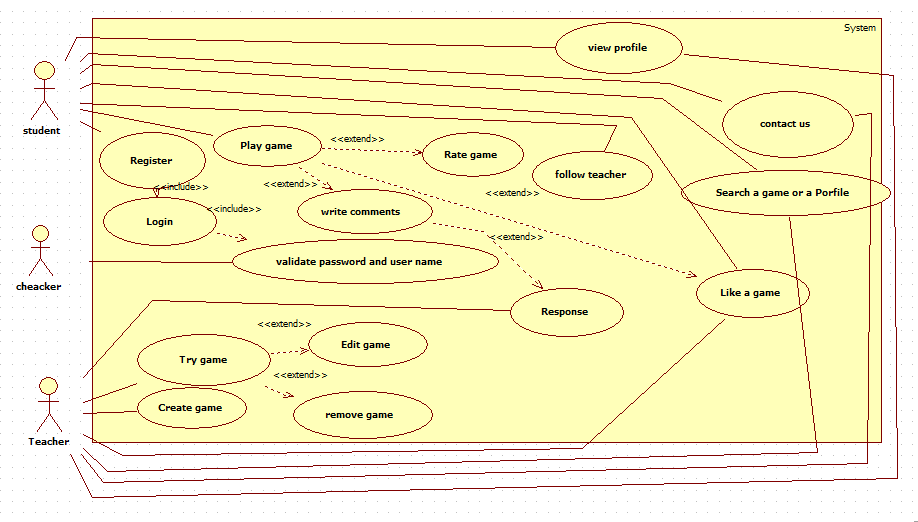 System
view profile
student
contact us
Register
Play game
<<extend>>
Rate game
follow teacher
<<include>>
<<extend>>
<<extend>>
Search a game or a Porfile
Login
<<include>>
write comments
<<extend>>
cheacker
validate password and user name
Like a game
Response
<<extend>>
Try game
Edit game
<<extend>>
Create game
remove game
Teacher